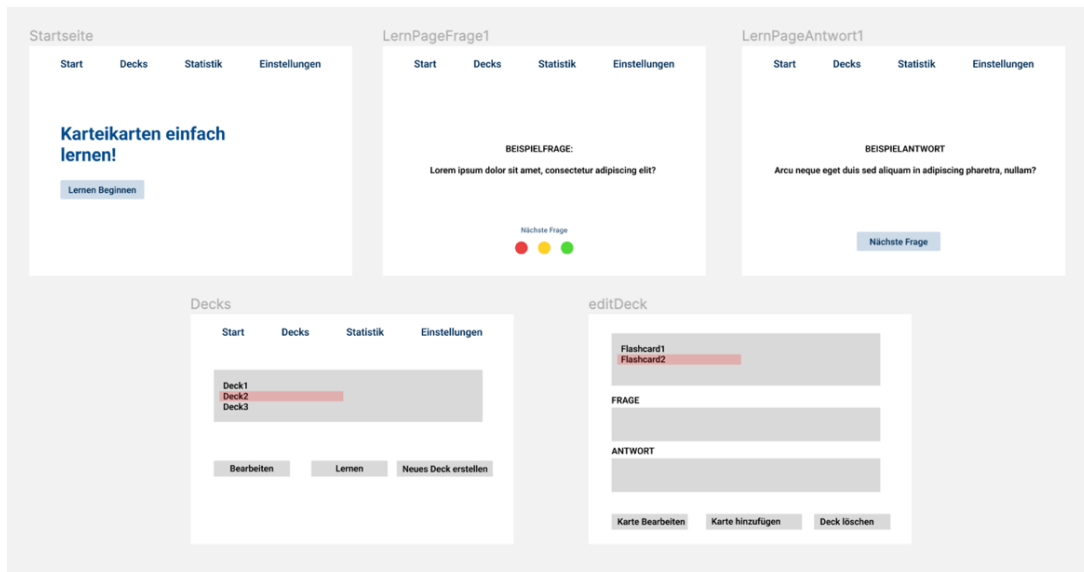 Startseite
Start Decks Statistik Einstellungen
Karteikarten einfach
lernen!
Lernen Beginnen
LernPageFrage1
Start Decks Statistik Einstellungen
BEISPIELFRAGE:
Lorem ipsum dolor sit amet, consectetur adipiscing elit?
Nächste Frage
LernPageAntwort1
Start Decks Statistik Einstellungen
BEISPIELANTWORT
Arcu neque eget duis sed aliquam in adipiscing pharetra, nullam?
Nächste Frage
Decks
Start Decks Statistik Einstellungen
Deck1
Deck2
Deck3
Bearbeiten Lernen Neues Deck erstellen
editDeck
Flashcard1
Flashcard2
FRAGE
ANTWORT
Karte Bearbeiten Karte hinzufügen Deck löschen